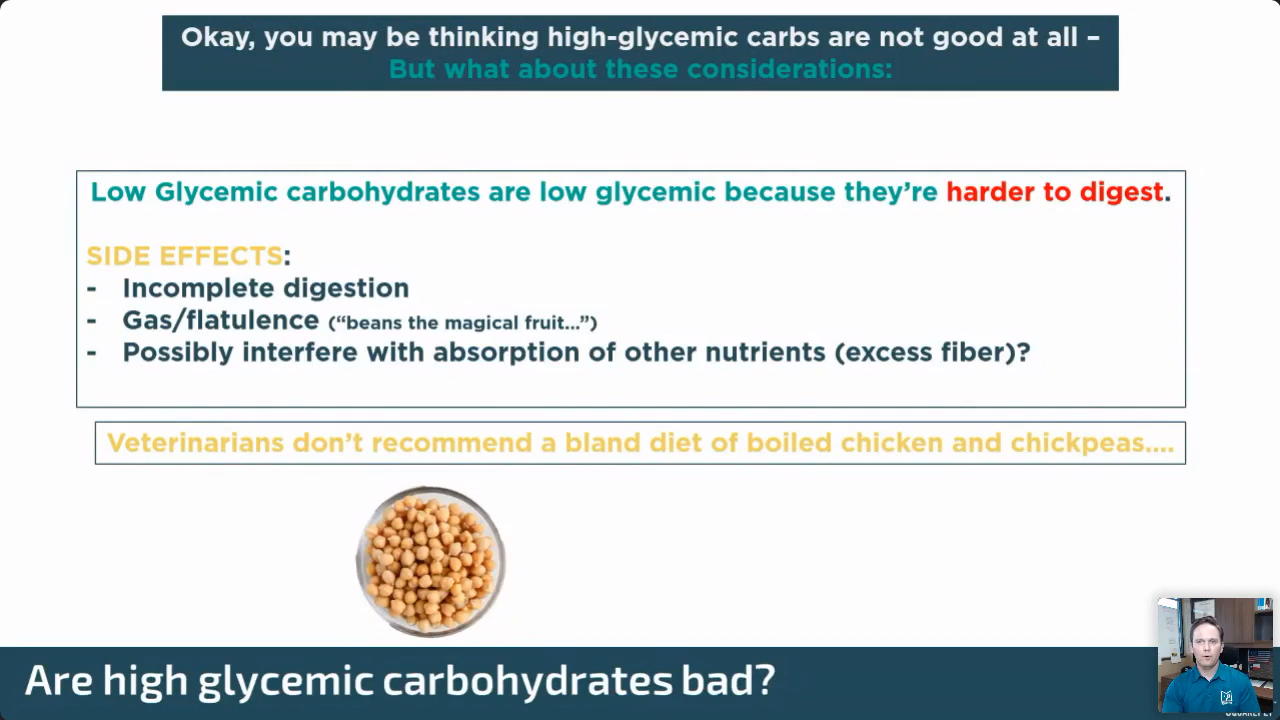 Okay, you may be thinking high-glycemic carbs are not good at all –
But what about these considerations:
Low Glycemic carbohydrates are low glycemic because they’re harder to digest.
SIDE EFFECTS:
- Incomplete digestion
- Gas/flatulence (“beans the magical fruit...”)
- Possibly interfere with absorption of other nutrients (excess fiber)?
Veterinarians don’t recommend a bland diet of boiled chicken and chickpeas....
Are high glycemic carbohydrates bad?